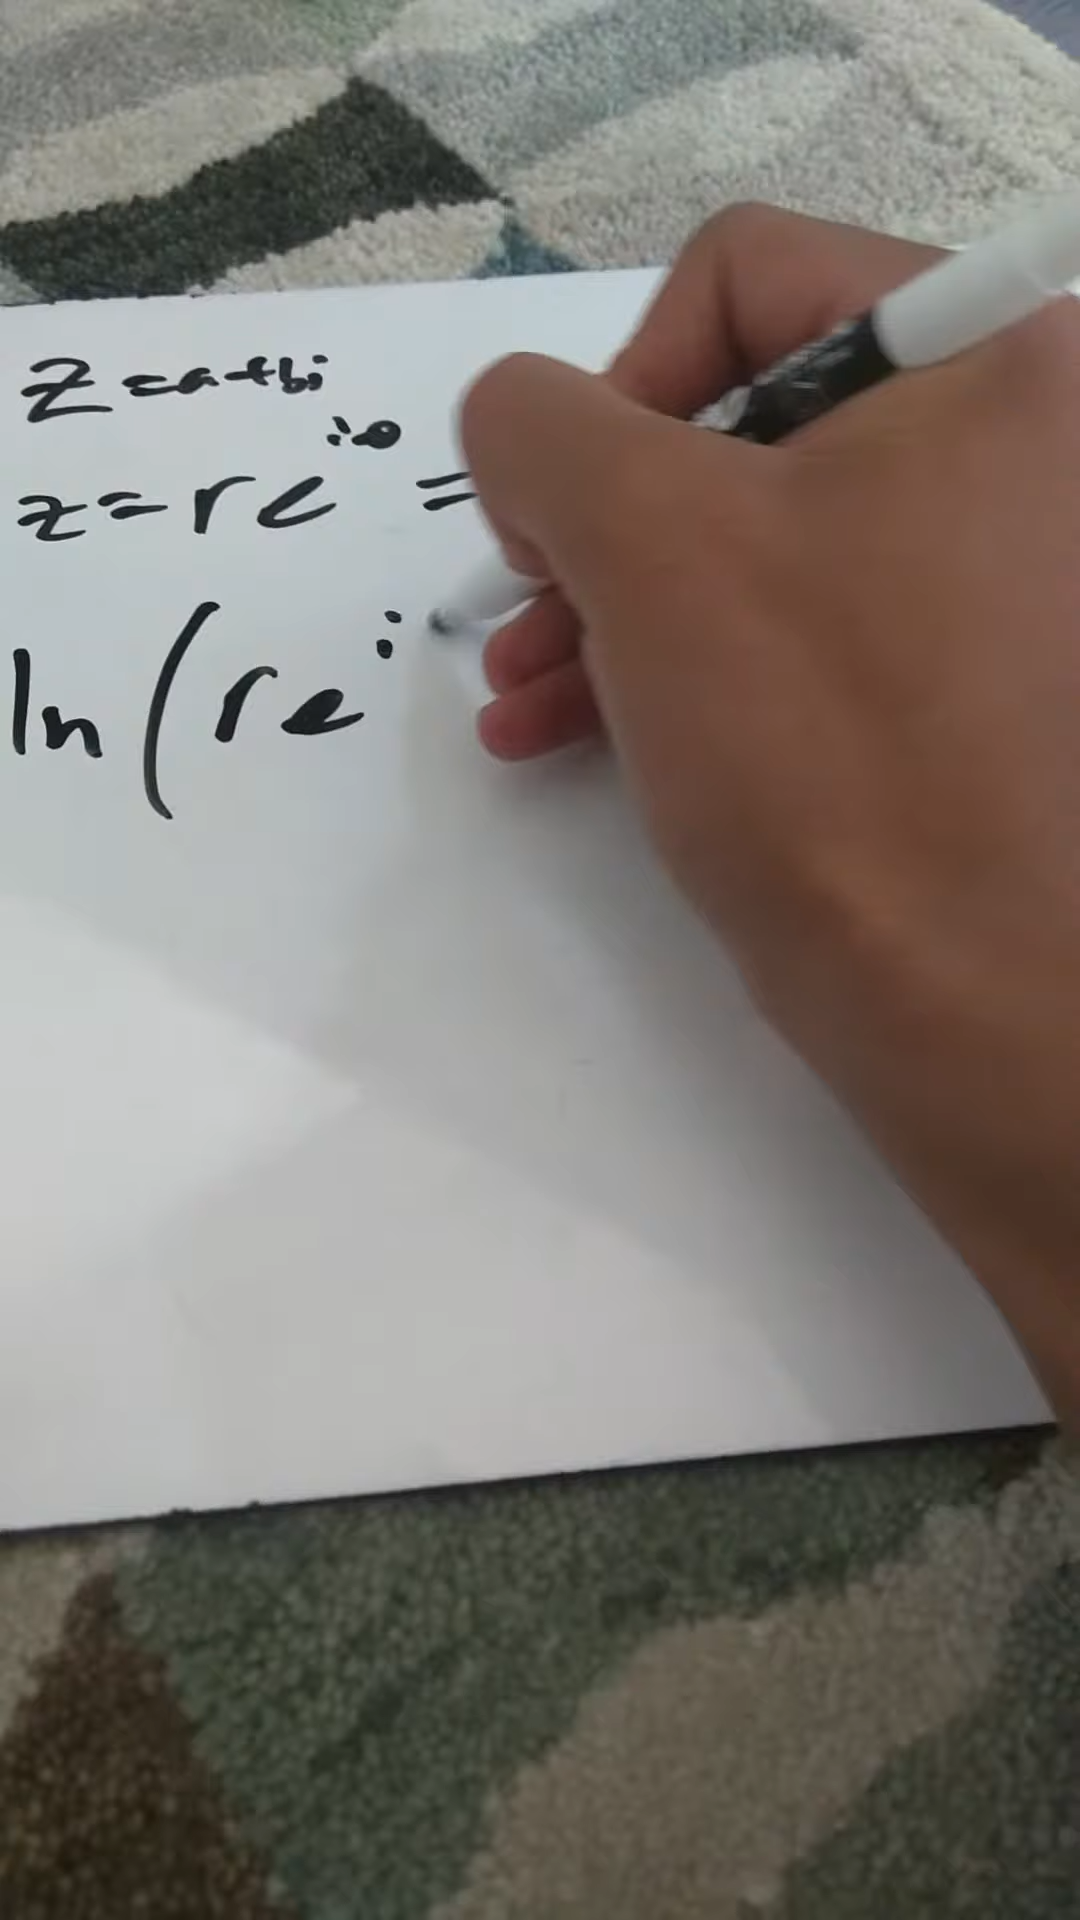 z=a+bi
z=re^{iθ} =
ln(re^{i